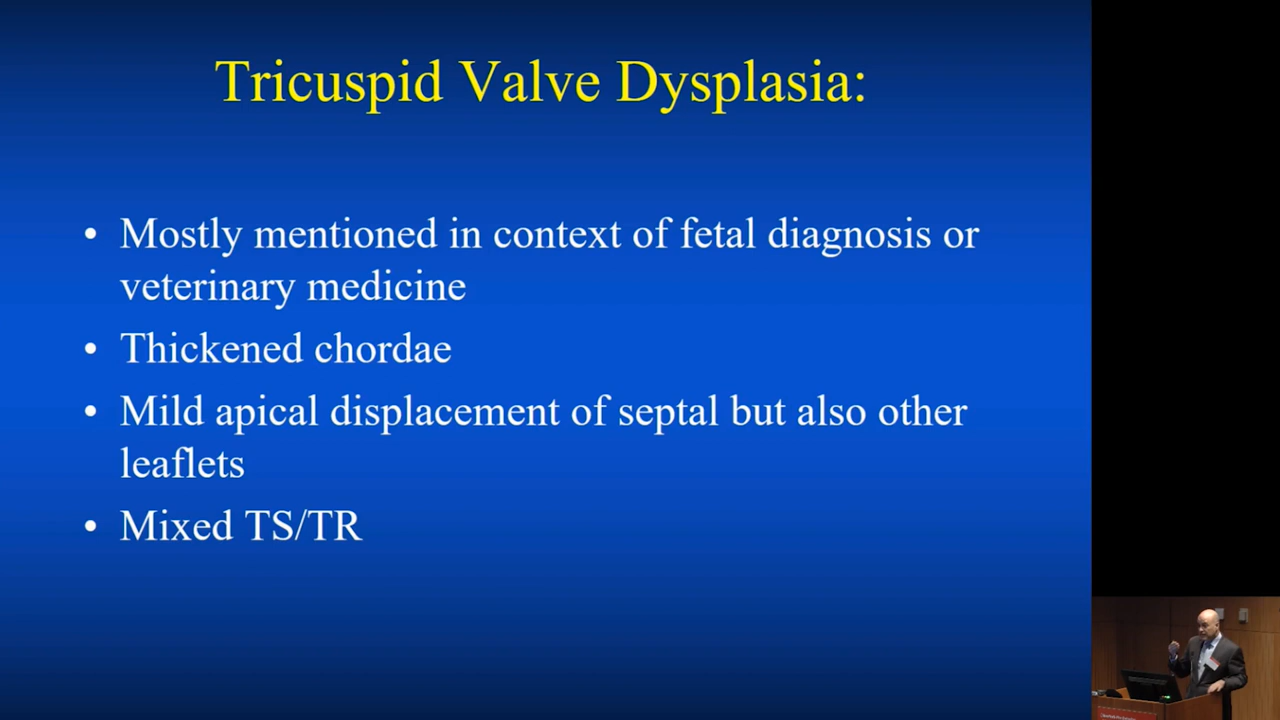 Tricuspid Valve Dysplasia:
• Mostly mentioned in context of fetal diagnosis or
veterinary medicine
• Thickened chordae
• Mild apical displacement of septal but also other
leaflets
• Mixed TS/TR